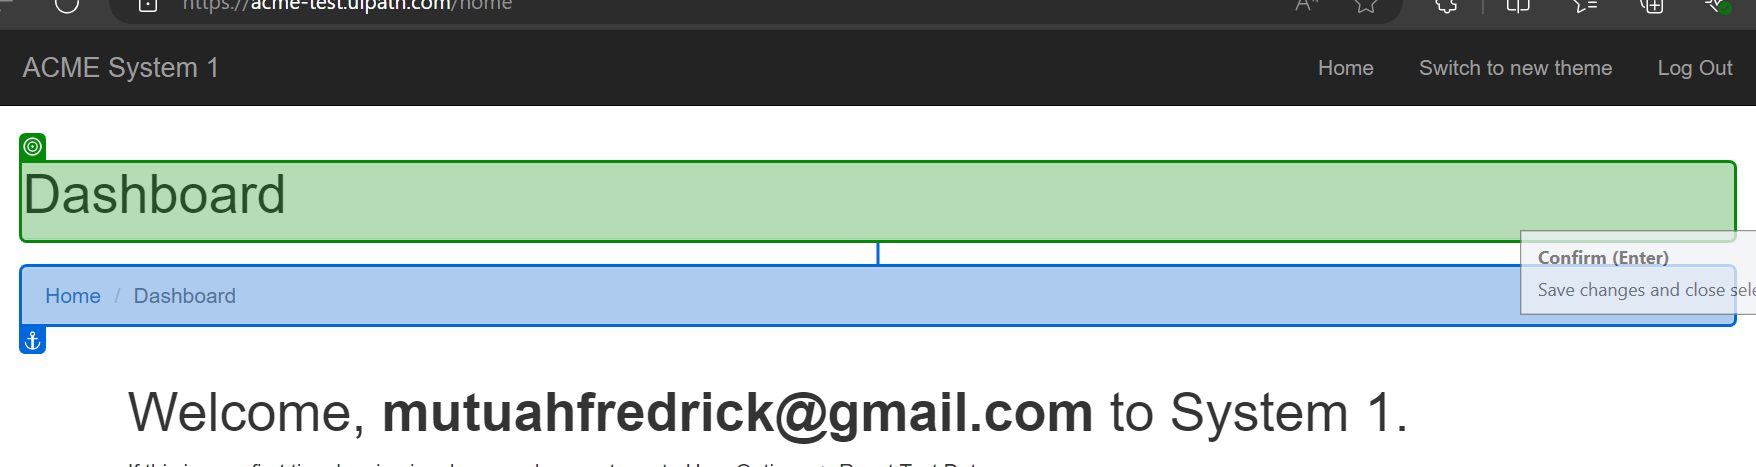 https://acme-test.uipath.com/home
ACME System 1
Home
Switch to new theme
Log Out
Dashboard
Confirm (Enter)
Save changes and close sele
Home / Dashboard
Welcome, mutuahfredrick@gmail.com to System 1.